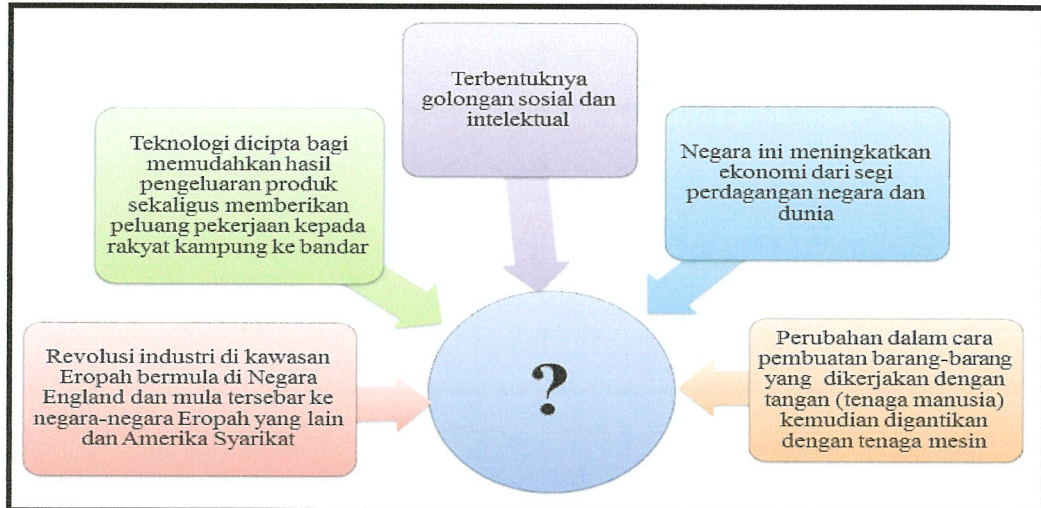 Terbentuknya
golongan sosial dan
intelektual
Teknologi dicipta bagi
memudahkan hasil
pengeluaran produk
sekaligus memberikan
peluang pekerjaan kepada
rakyat kampung ke bandar
Negara ini meningkatkan
ekonomi dari segi
perdagangan negara dan
dunia
Revolusi industri di kawasan
Eropah bermula di Negara
England dan mula tersebar ke
negara-negara Eropah yang lain
dan Amerika Syarikat
?
Perubahan dalam cara
pembuatan barang-barang
yang dikerjakan dengan
tangan (tenaga manusia)
kemudian digantikan
dengan tenaga mesin